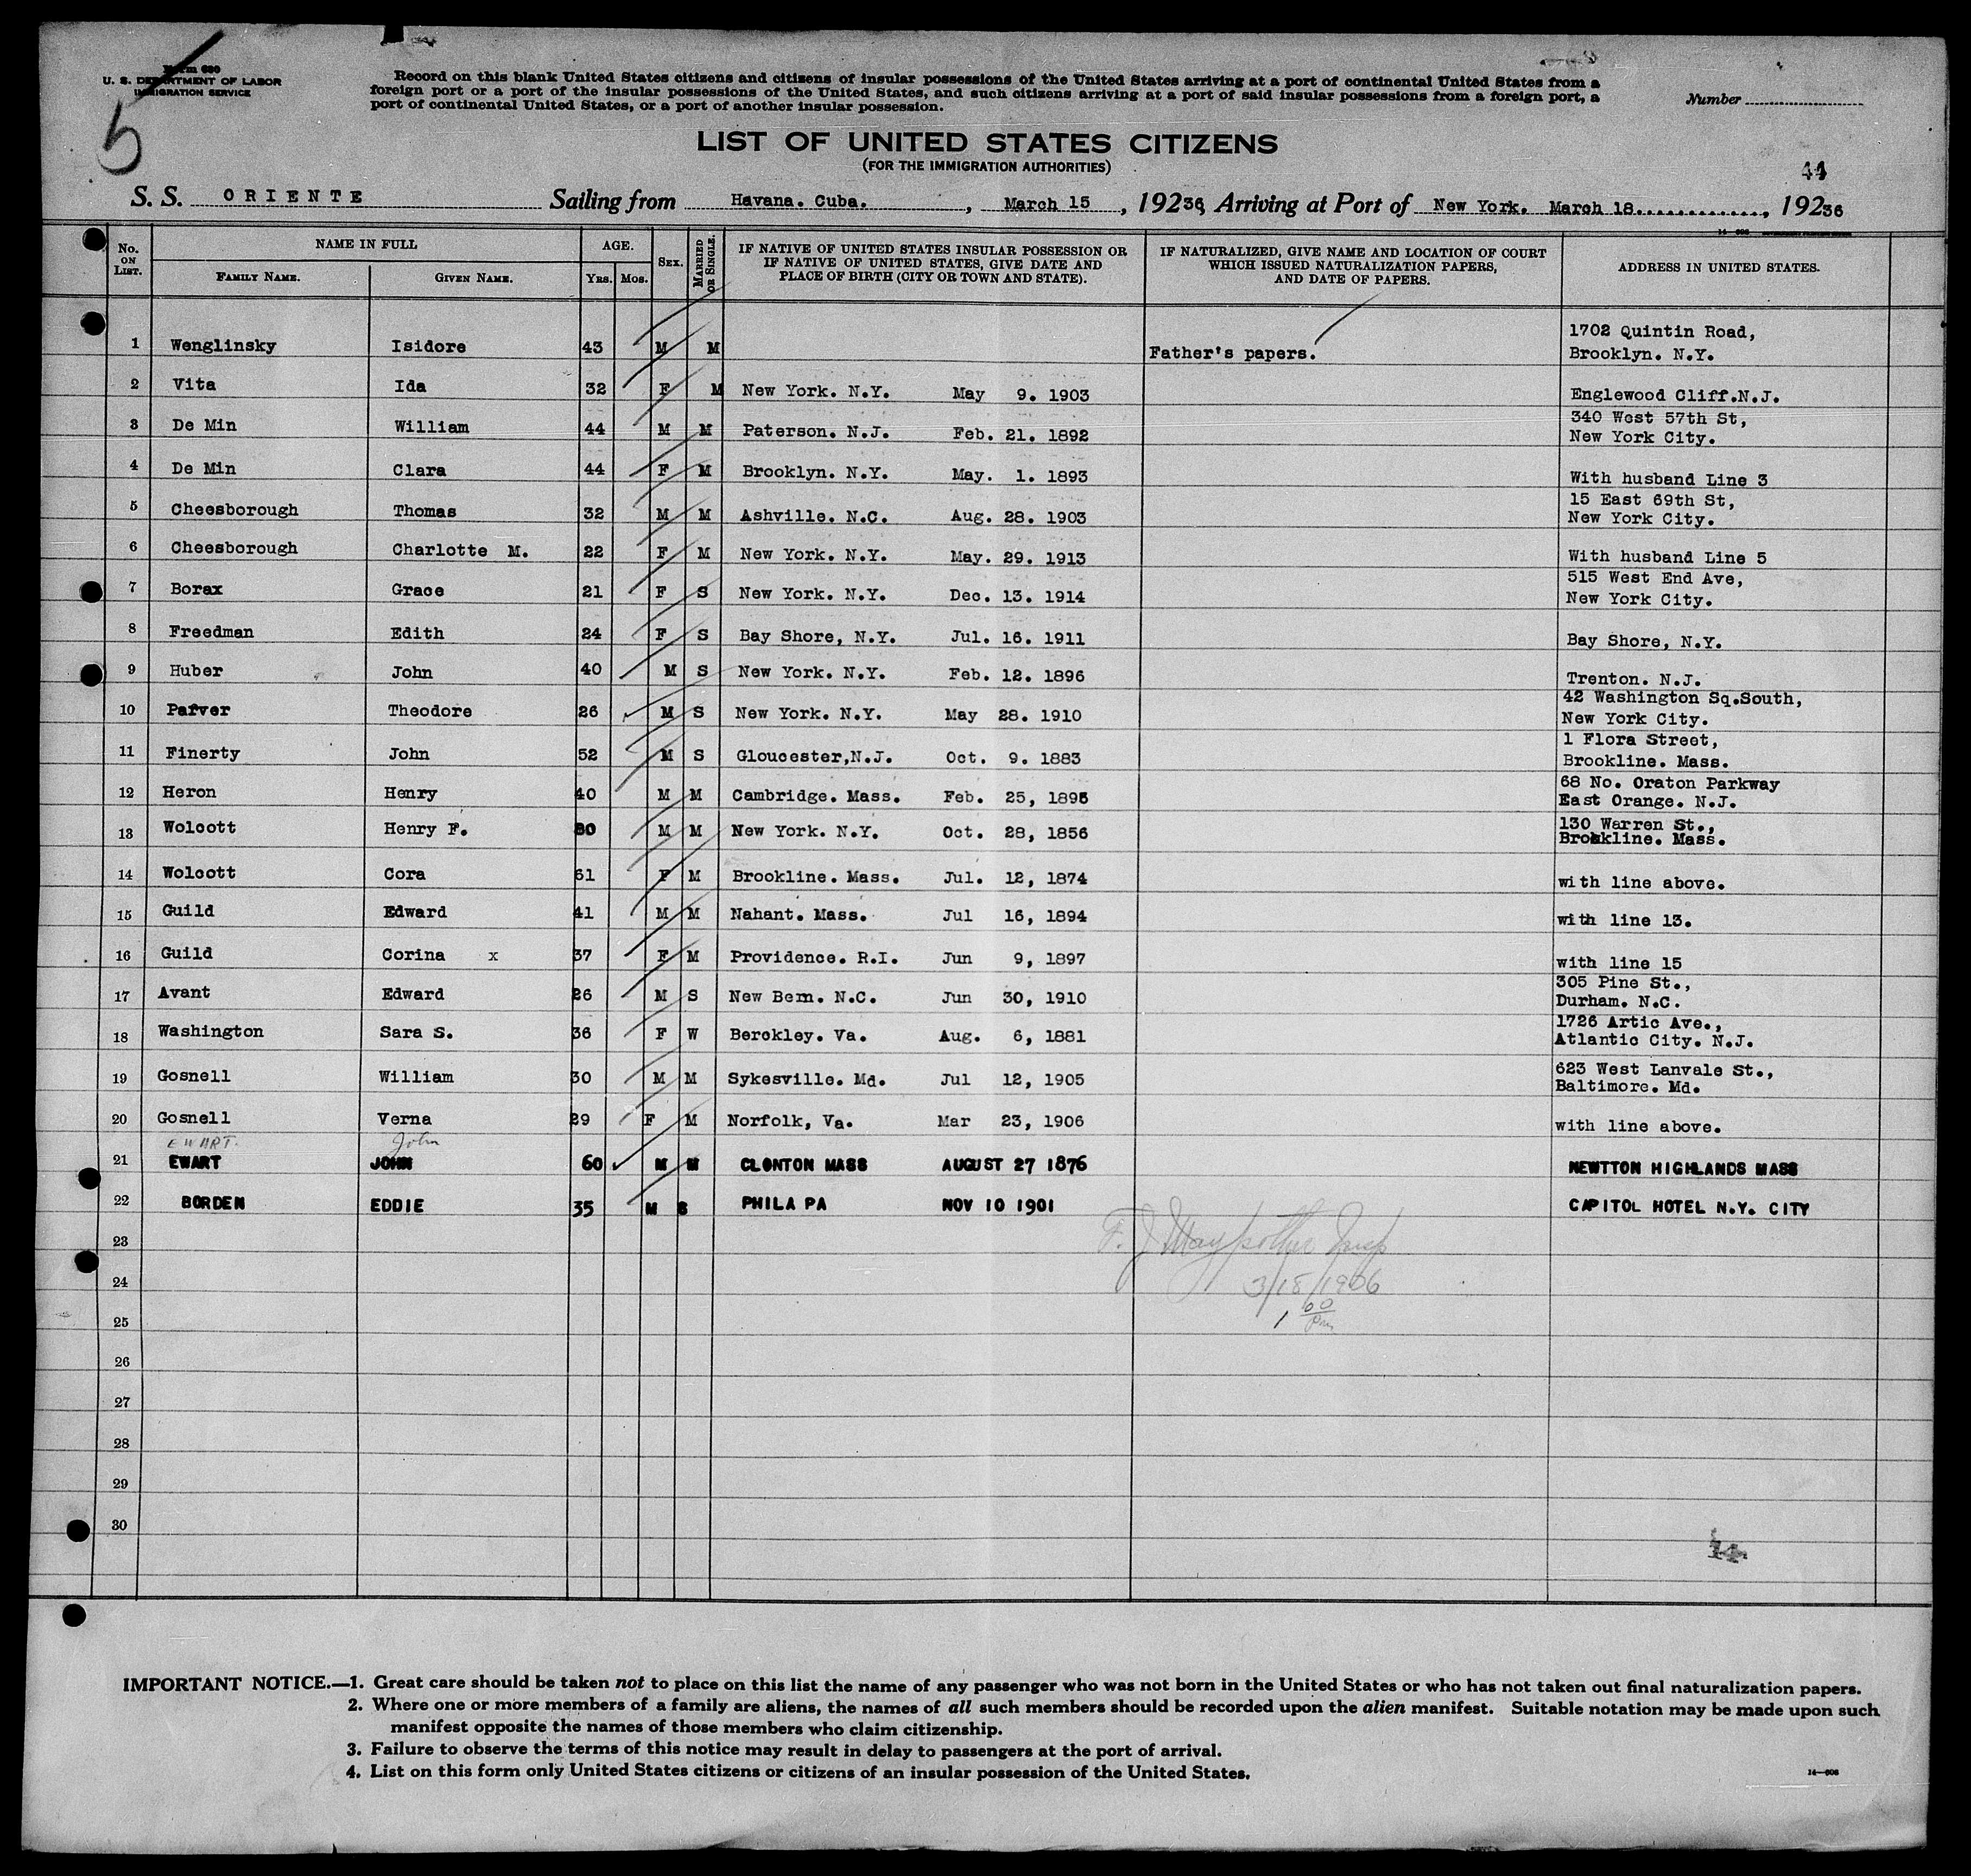 5
Form 630
U. S. DEPARTMENT OF LABOR
IMMIGRATION SERVICE
Record on this blank United States citizens and citizens of insular possessions of the United States arriving at a port of continental United States from a
foreign port or a port of the insular possessions of the United States, and such citizens arriving at a port of said insular possessions from a foreign port, a
port of continental United States, or a port of another insular possession.
Number
LIST OF UNITED STATES CITIZENS
(FOR THE IMMIGRATION AUTHORITIES)
44
S. S. ORIENTE Sailing from Havana. Cuba. , March 15 , 19236, Arriving at Port of New York. March 18 , 19236
No. ON LIST. NAME IN FULL FAMILY NAME. GIVEN NAME. AGE. YRS. MOS. SEX. MARRIED OR SINGLE. IF NATIVE OF UNITED STATES INSULAR POSSESSION OR IF NATIVE OF UNITED STATES, GIVE DATE AND PLACE OF BIRTH (CITY OR TOWN AND STATE). IF NATURALIZED, GIVE NAME AND LOCATION OF COURT WHICH ISSUED NATURALIZATION PAPERS, AND DATE OF PAPERS. ADDRESS IN UNITED STATES.
1 Wenglinsky Isidore 43 M M Father's papers. 1702 Quintin Road, Brooklyn. N.Y.
2 Vita Ida 32 F M New York. N.Y. May 9. 1903 Englewood Cliff.N.J.
3 De Min William 44 M M Paterson. N.J. Feb. 21. 1892 340 West 57th St, New York City.
4 De Min Clara 44 F M Brooklyn. N.Y. May. 1. 1893 With husband Line 3
5 Cheesborough Thomas 32 M M Ashville. N.C. Aug. 28. 1903 15 East 69th St, New York City.
6 Cheesborough Charlotte M. 22 F M New York. N.Y. May. 29. 1913 With husband Line 5
7 Borax Grace 21 F S New York. N.Y. Dec. 13. 1914 515 West End Ave, New York City.
8 Freedman Edith 24 F S Bay Shore, N.Y. Jul. 16. 1911 Bay Shore, N.Y.
9 Huber John 40 M S New York. N.Y. Feb. 12. 1896 Trenton. N.J.
10 Parver Theodore 26 M S New York. N.Y. May 28. 1910 42 Washington Sq.South, New York City.
11 Finerty John 52 M S Gloucester,N.J. Oct. 9. 1883 1 Flora Street, Brookline. Mass.
12 Heron Henry 40 M M Cambridge. Mass. Feb. 25, 1895 68 No. Oraton Parkway East Orange. N.J.
13 Wolcott Henry F. 80 M M New York. N.Y. Oct. 28, 1856 130 Warren St., Brookline. Mass.
14 Wolcott Cora 61 F M Brookline. Mass. Jul. 12, 1874 with line above.
15 Guild Edward 41 M M Nahant. Mass. Jul 16, 1894 with line 13.
16 Guild Corina x 37 F M Providence. R.I. Jun 9, 1897 with line 15
17 Avant Edward 26 M S New Bern. N.C. Jun 30, 1910 305 Pine St., Durham. N.C.
18 Washington Sara S. 36 F W Berckley. Va. Aug. 6, 1881 1726 Artic Ave., Atlantic City. N.J.
19 Gosnell William 30 M M Sykesville. Md. Jul 12, 1905 623 West Lanvale St., Baltimore. Md.
20 Gosnell Verna 29 F M Norfolk, Va. Mar 23, 1906 with line above.
EWART. John
21 EWART JOHN 60 M M CLONTON MASS AUGUST 27 1876 NEWTTON HIGHLANDS MASS
22 BORDEN EDDIE 35 M S PHILA PA NOV 10 1901 CAPITOL HOTEL N.Y. CITY
23
24 3/18/1936
25 1 00 Pm
26
27
28
29
30
14
IMPORTANT NOTICE.—1. Great care should be taken not to place on this list the name of any passenger who was not born in the United States or who has not taken out final naturalization papers.
2. Where one or more members of a family are aliens, the names of all such members should be recorded upon the alien manifest. Suitable notation may be made upon such
manifest opposite the names of those members who claim citizenship.
3. Failure to observe the terms of this notice may result in delay to passengers at the port of arrival.
4. List on this form only United States citizens or citizens of an insular possession of the United States.
14—608